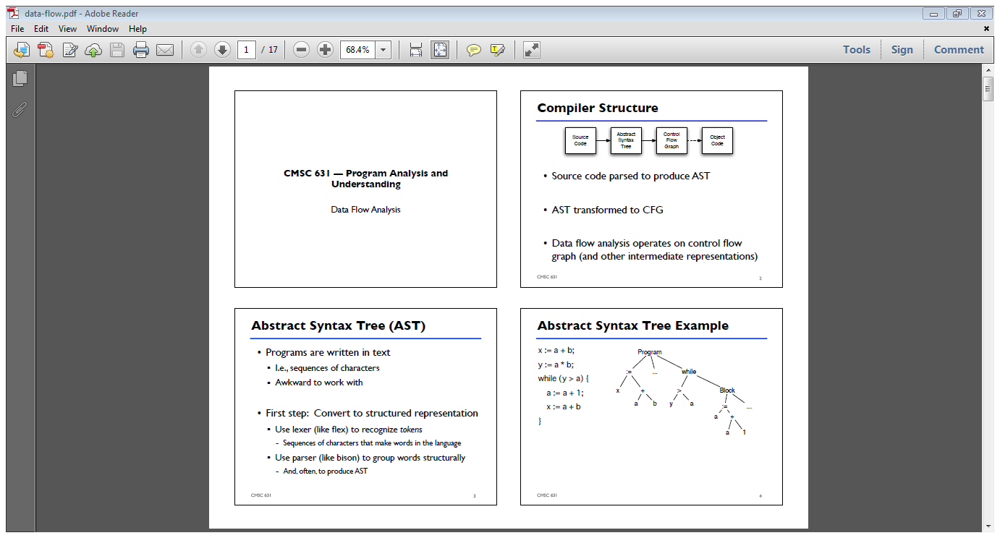 data-flow.pdf - Adobe Reader
File Edit View Window Help
1 / 17
68.4%
Tools Sign Comment
CMSC 631 — Program Analysis and
Understanding
Data Flow Analysis
Compiler Structure
Source
Code
Abstract
Syntax
Tree
Control
Flow
Graph
Object
Code
• Source code parsed to produce AST
• AST transformed to CFG
• Data flow analysis operates on control flow
graph (and other intermediate representations)
CMSC 631
2
Abstract Syntax Tree (AST)
• Programs are written in text
▪ I.e., sequences of characters
▪ Awkward to work with
• First step: Convert to structured representation
▪ Use lexer (like flex) to recognize tokens
- Sequences of characters that make words in the language
▪ Use parser (like bison) to group words structurally
- And, often, to produce AST
CMSC 631
3
Abstract Syntax Tree Example
x := a + b;
y := a * b;
while (y > a) {
a := a + 1;
x := a + b
}
Program
:= ... while
x + > Block
a b y a := ...
a +
a 1
CMSC 631
4